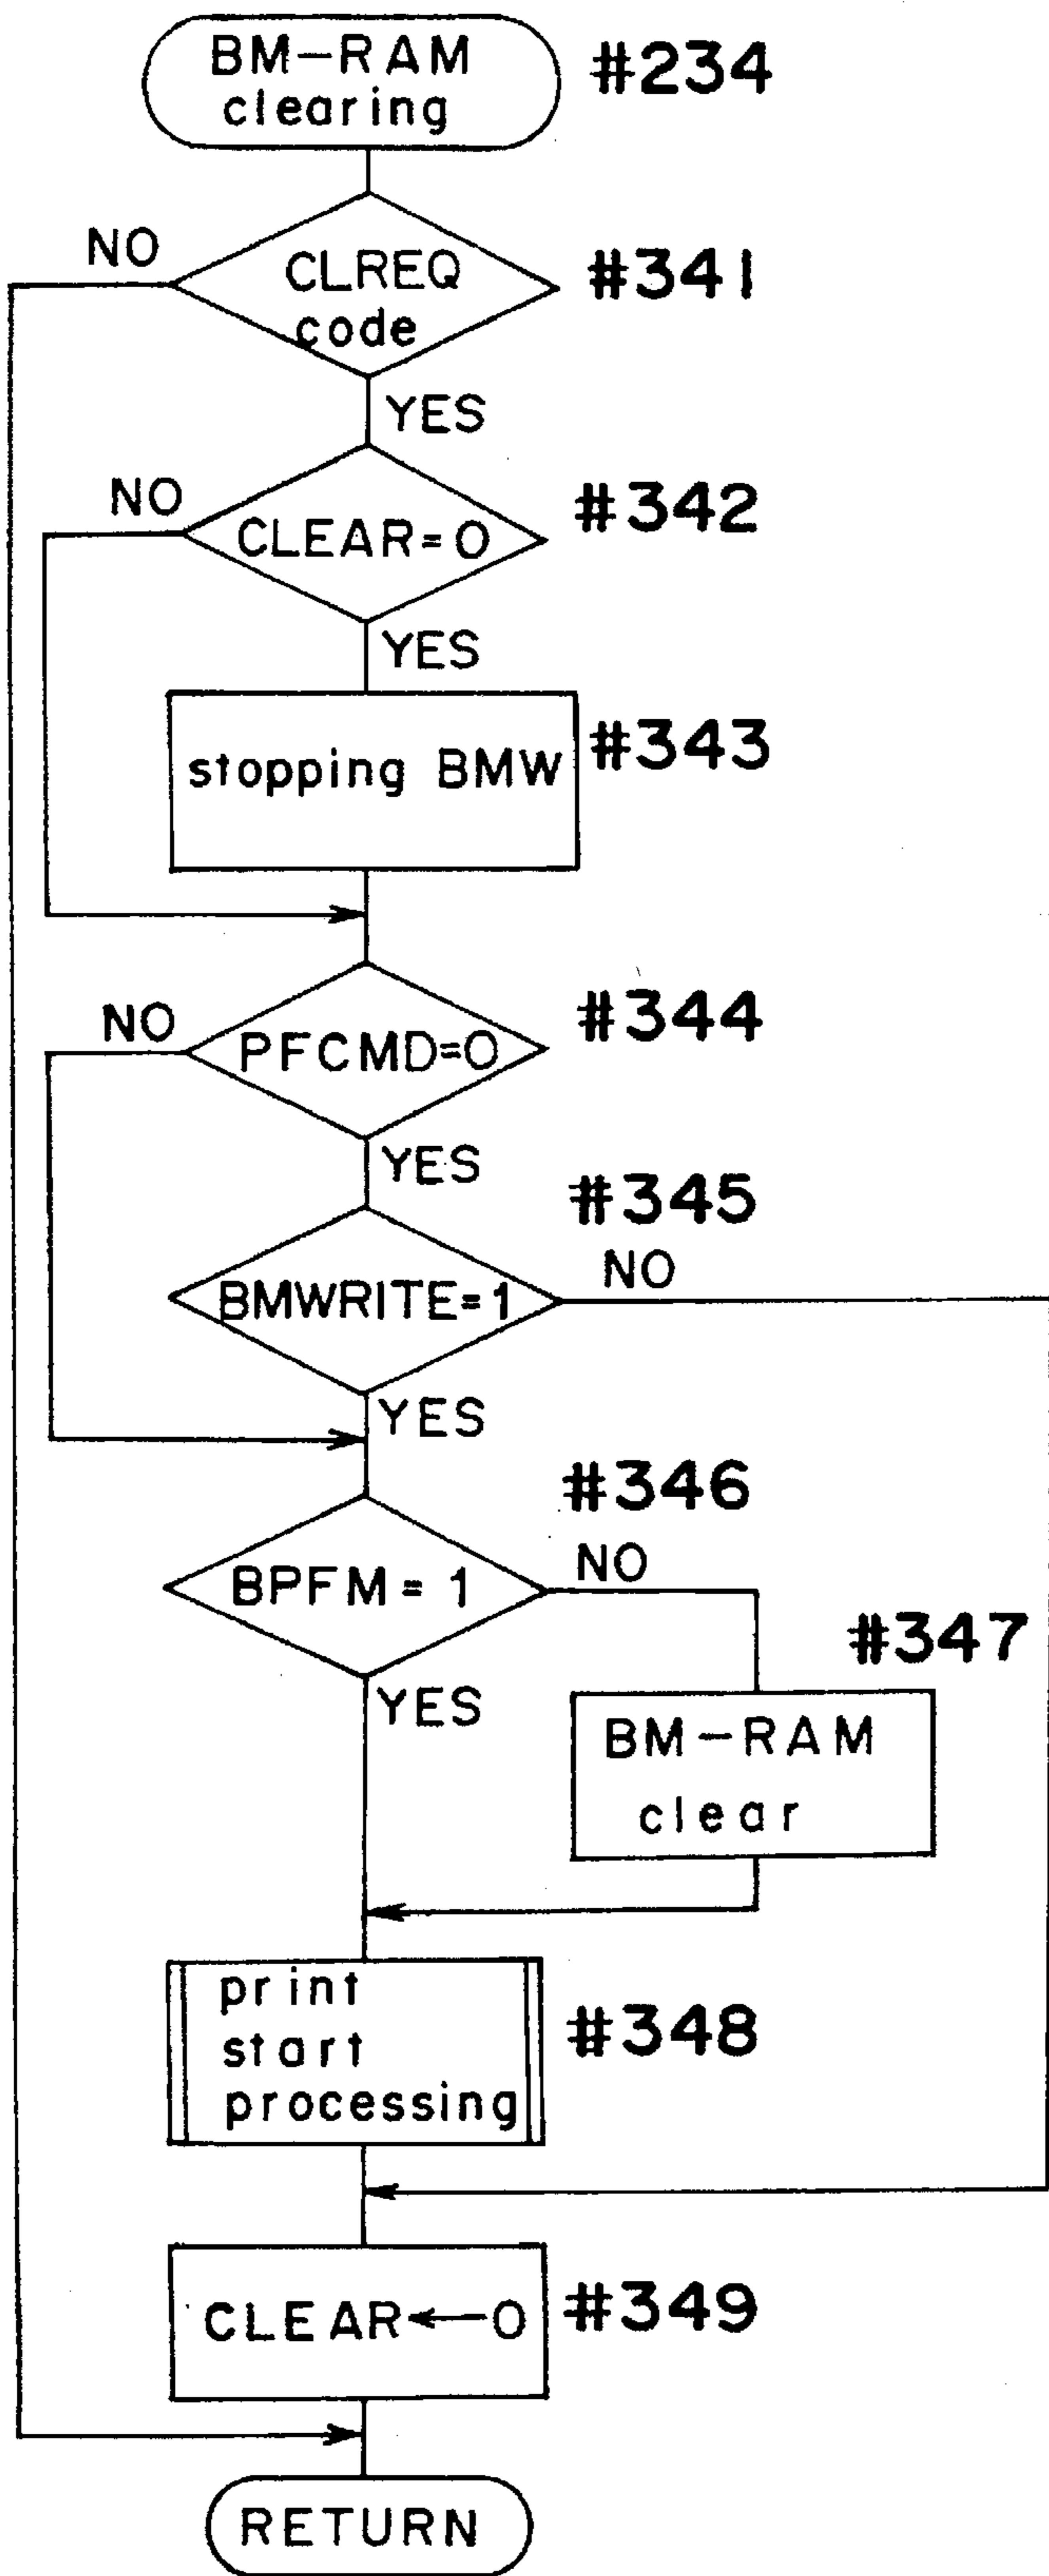 BM-RAM
clearing
#234
NO
CLREQ
code
#341
YES
NO
CLEAR=0
#342
YES
stopping BMW
#343
NO
PFCMD=0
#344
YES
#345
BMWRITE=1
NO
YES
#346
BPFM = 1
NO
#347
YES
BM-RAM
clear
print
start
processing
#348
CLEAR←0
#349
RETURN